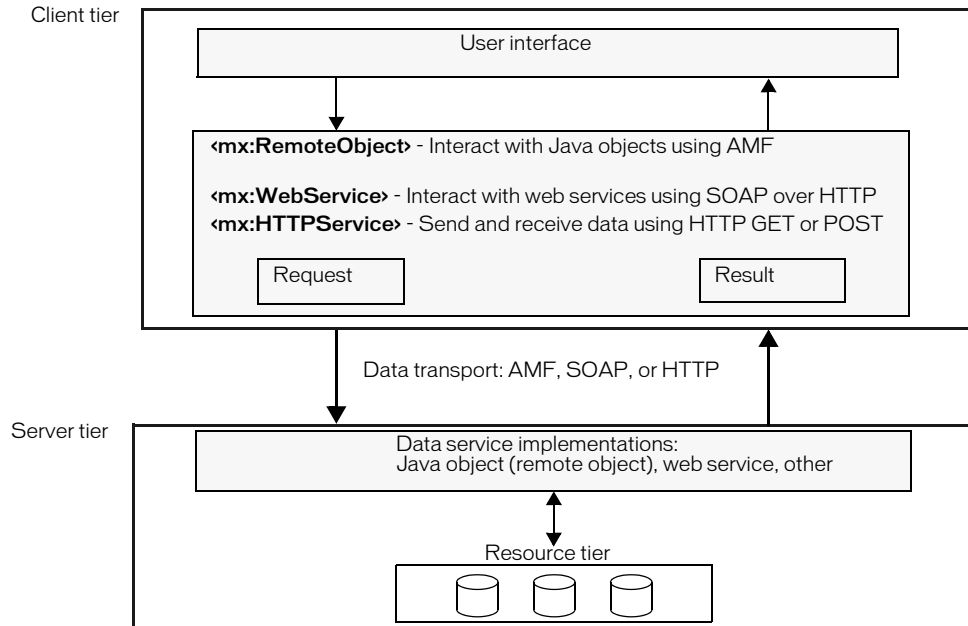 Client tier
User interface
‹mx:RemoteObject› - Interact with Java objects using AMF
‹mx:WebService› - Interact with web services using SOAP over HTTP
‹mx:HTTPService› - Send and receive data using HTTP GET or POST
Request
Result
Data transport: AMF, SOAP, or HTTP
Server tier
Data service implementations:
Java object (remote object), web service, other
Resource tier